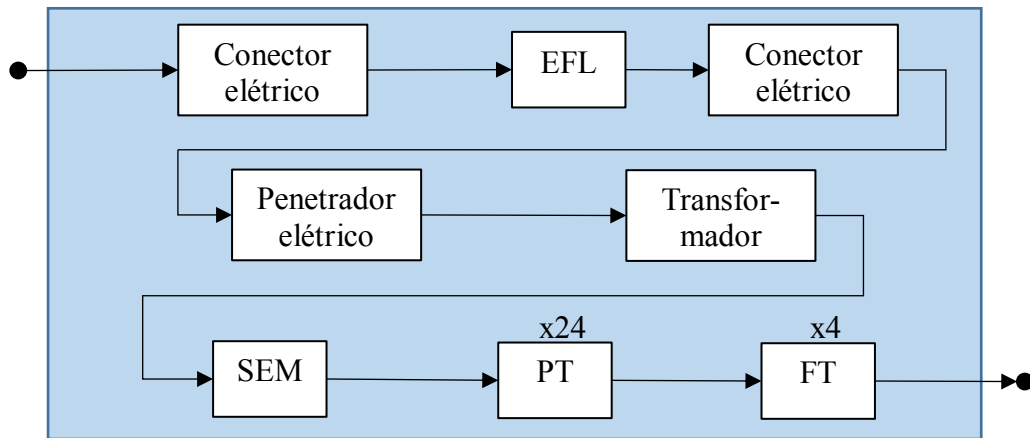 Conector
elétrico
EFL
Conector
elétrico
Penetrador
elétrico
Transfor-
mador
SEM
x24
PT
x4
FT